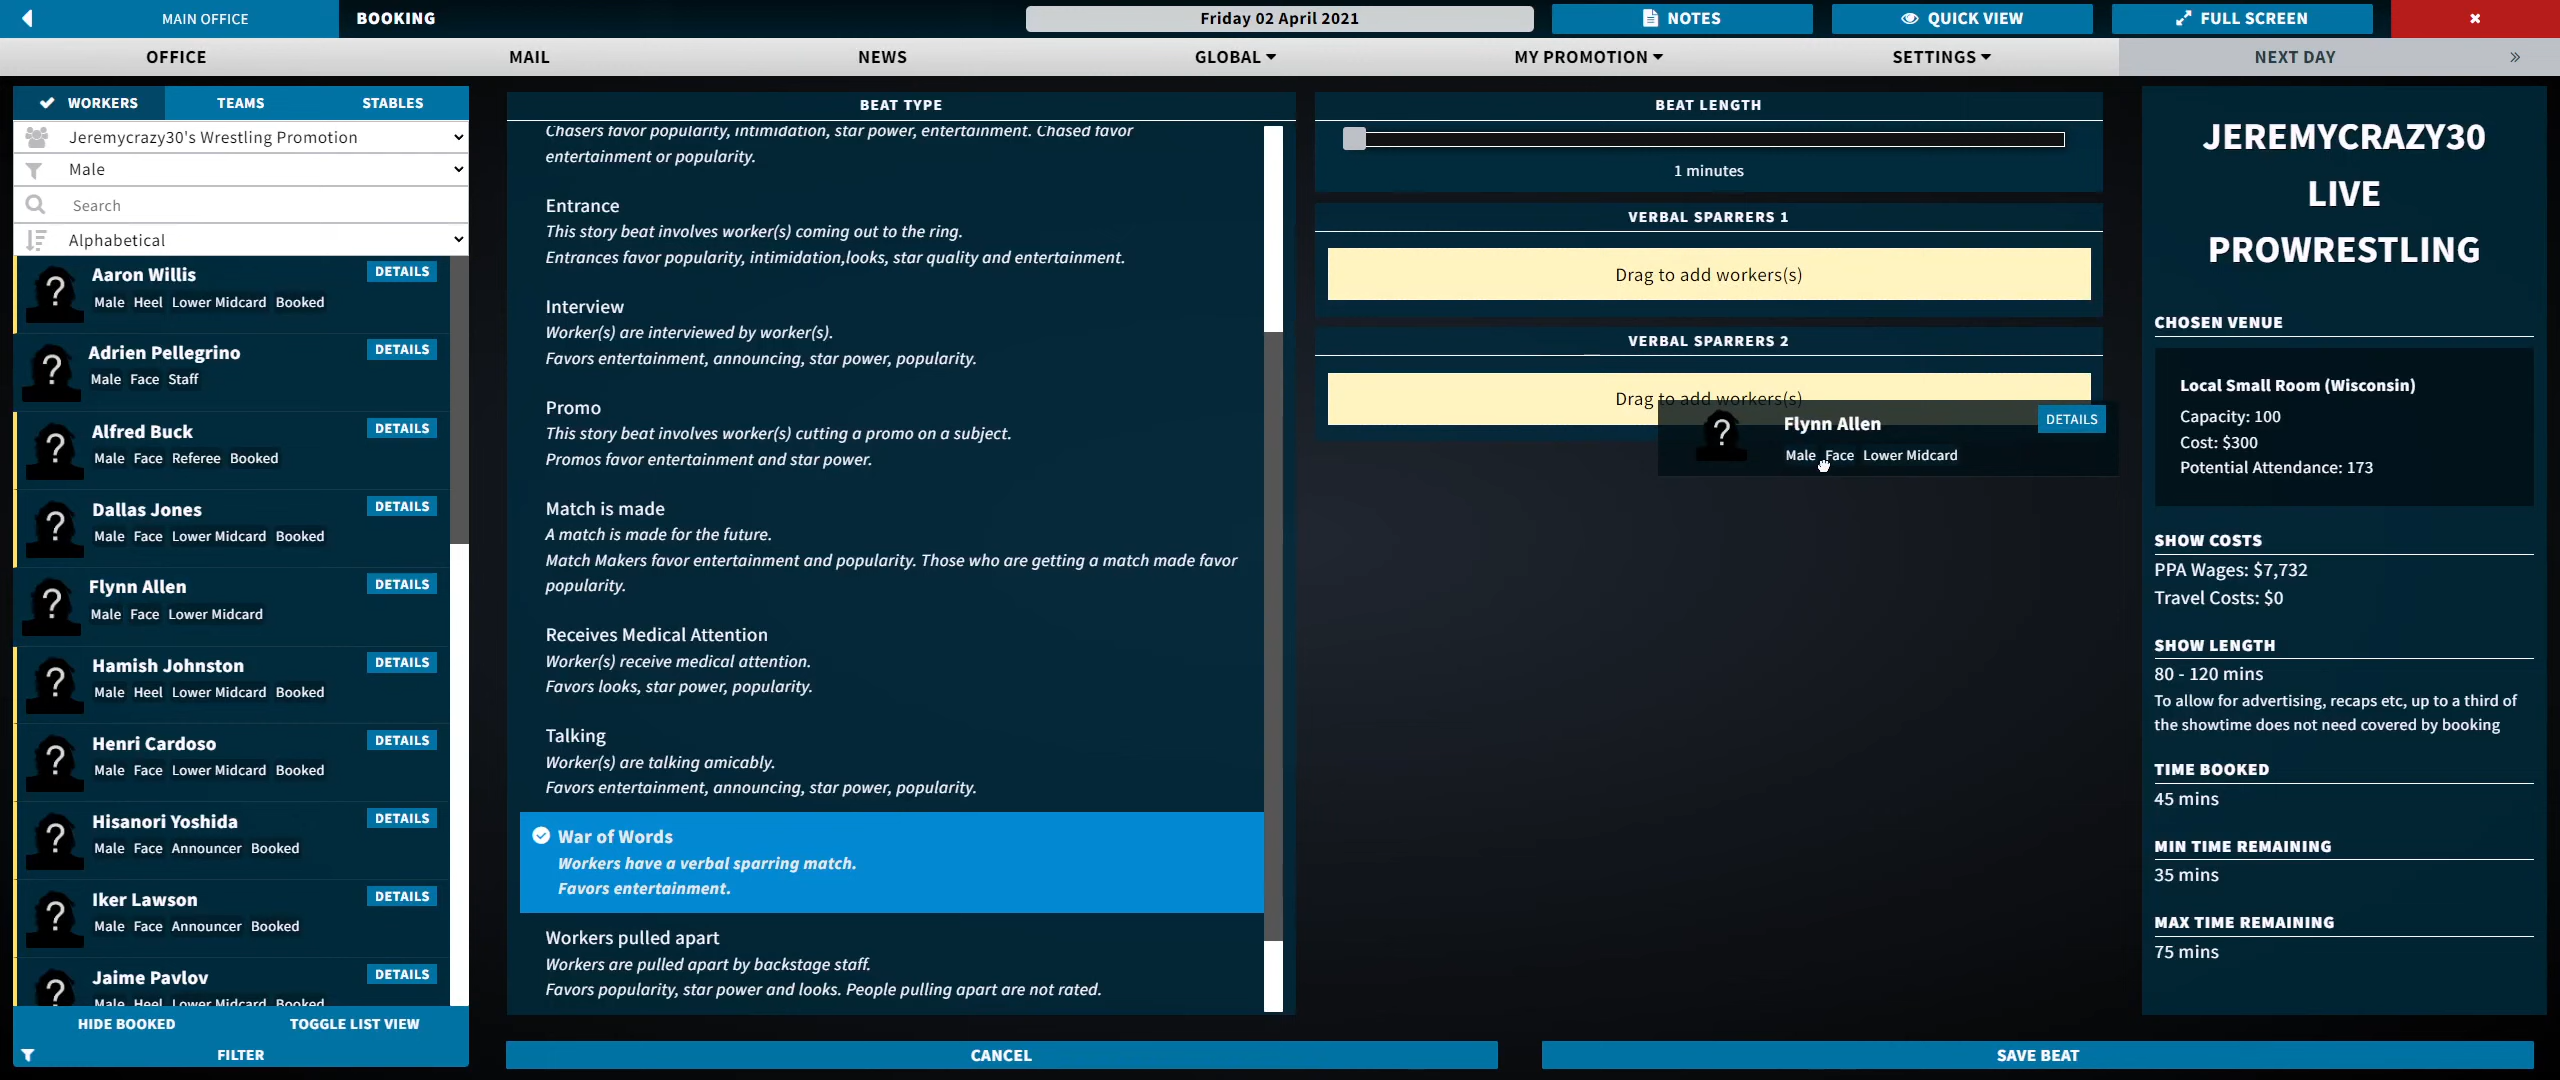 MAIN OFFICE
BOOKING
Friday 02 April 2021
NOTES
QUICK VIEW
FULL SCREEN
OFFICE
MAIL
NEWS
GLOBAL
MY PROMOTION
SETTINGS
NEXT DAY
WORKERS
TEAMS
STABLES
Jeremycrazy30's Wrestling Promotion
Male
Search
Alphabetical
Aaron Willis
DETAILS
Male Heel Lower Midcard Booked
Adrien Pellegrino
DETAILS
Male Face Staff
Alfred Buck
DETAILS
Male Face Referee Booked
Dallas Jones
DETAILS
Male Face Lower Midcard Booked
Flynn Allen
DETAILS
Male Face Lower Midcard
Hamish Johnston
DETAILS
Male Heel Lower Midcard Booked
Henri Cardoso
DETAILS
Male Face Lower Midcard Booked
Hisanori Yoshida
DETAILS
Male Face Announcer Booked
Iker Lawson
DETAILS
Male Face Announcer Booked
Jaime Pavlov
DETAILS
Male Heel Lower Midcard Booked
HIDE BOOKED
TOGGLE LIST VIEW
FILTER
BEAT TYPE
Chasers favor popularity, intimidation, star power, entertainment. Chased favor
entertainment or popularity.
Entrance
This story beat involves worker(s) coming out to the ring.
Entrances favor popularity, intimidation,looks, star quality and entertainment.
Interview
Worker(s) are interviewed by worker(s).
Favors entertainment, announcing, star power, popularity.
Promo
This story beat involves worker(s) cutting a promo on a subject.
Promos favor entertainment and star power.
Match is made
A match is made for the future.
Match Makers favor entertainment and popularity. Those who are getting a match made favor
popularity.
Receives Medical Attention
Worker(s) receive medical attention.
Favors looks, star power, popularity.
Talking
Worker(s) are talking amicably.
Favors entertainment, announcing, star power, popularity.
War of Words
Workers have a verbal sparring match.
Favors entertainment.
Workers pulled apart
Workers are pulled apart by backstage staff.
Favors popularity, star power and looks. People pulling apart are not rated.
CANCEL
BEAT LENGTH
1 minutes
VERBAL SPARRERS 1
Drag to add workers(s)
VERBAL SPARRERS 2
Drag to add workers(s)
Flynn Allen
DETAILS
Male Face Lower Midcard
SAVE BEAT
JEREMYCRAZY30
LIVE
PROWRESTLING
CHOSEN VENUE
Local Small Room (Wisconsin)
Capacity: 100
Cost: $300
Potential Attendance: 173
SHOW COSTS
PPA Wages: $7,732
Travel Costs: $0
SHOW LENGTH
80 - 120 mins
To allow for advertising, recaps etc, up to a third of
the showtime does not need covered by booking
TIME BOOKED
45 mins
MIN TIME REMAINING
35 mins
MAX TIME REMAINING
75 mins